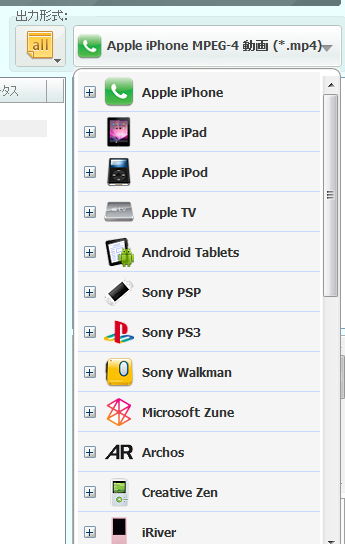 出力形式:
all
Apple iPhone MPEG-4 動画 (*.mp4)
タス
Apple iPhone
Apple iPad
Apple iPod
Apple TV
Android Tablets
Sony PSP
Sony PS3
Sony Walkman
Microsoft Zune
AR Archos
Creative Zen
iRiver